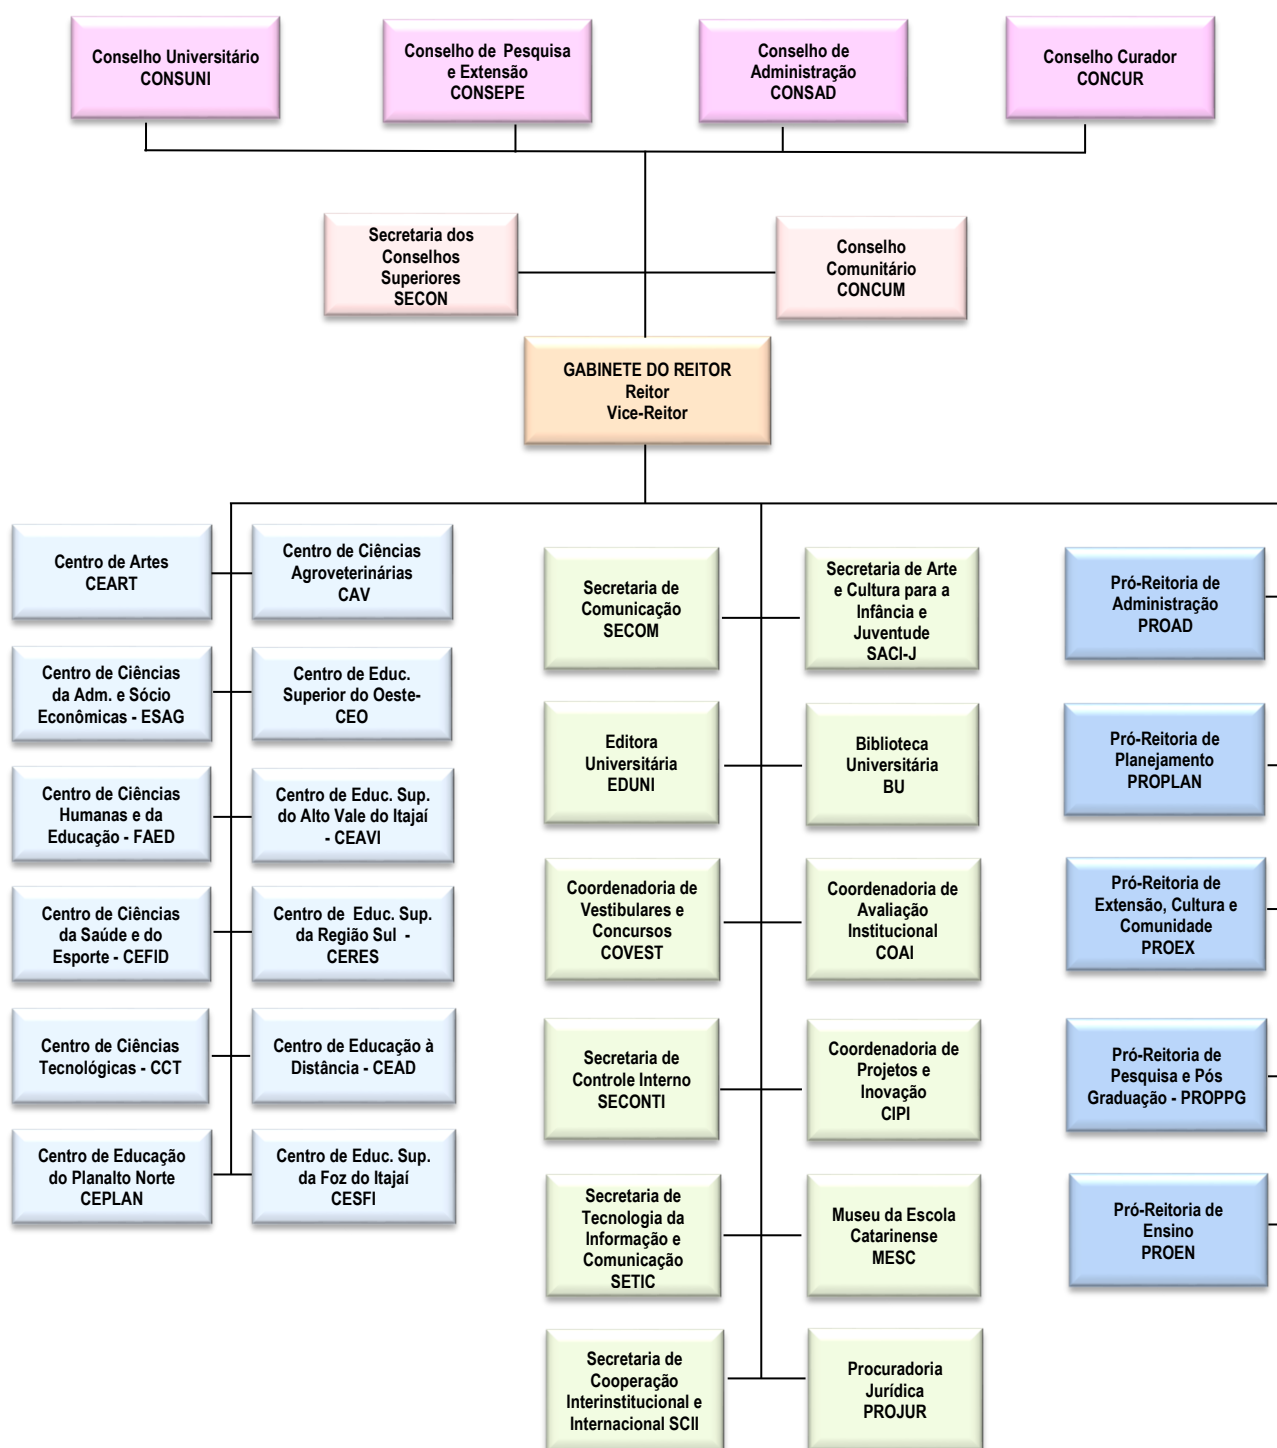 Conselho Universitário
CONSUNI
Conselho de Pesquisa
e Extensão
CONSEPE
Conselho de
Administração
CONSAD
Conselho Curador
CONCUR
Secretaria dos
Conselhos
Superiores
SECON
Conselho
Comunitário
CONCUM
GABINETE DO REITOR
Reitor
Vice-Reitor
Centro de Artes
CEART
Centro de Ciências
Agroveterinárias
CAV
Centro de Ciências
da Adm. e Sócio
Econômicas - ESAG
Centro de Educ.
Superior do Oeste-
CEO
Centro de Ciências
Humanas e da
Educação - FAED
Centro de Educ. Sup.
do Alto Vale do Itajaí
- CEAVI
Centro de Ciências
da Saúde e do
Esporte - CEFID
Centro de Educ. Sup.
da Região Sul -
CERES
Centro de Ciências
Tecnológicas - CCT
Centro de Educação à
Distância - CEAD
Centro de Educação
do Planalto Norte
CEPLAN
Centro de Educ. Sup.
da Foz do Itajaí
CESFI
Secretaria de
Comunicação
SECOM
Secretaria de Arte
e Cultura para a
Infância e
Juventude
SACI-J
Editora
Universitária
EDUNI
Biblioteca
Universitária
BU
Coordenadoria de
Vestibulares e
Concursos
COVEST
Coordenadoria de
Avaliação
Institucional
COAI
Secretaria de
Controle Interno
SECONTI
Coordenadoria de
Projetos e
Inovação
CIPI
Secretaria de
Tecnologia da
Informação e
Comunicação
SETIC
Museu da Escola
Catarinense
MESC
Secretaria de
Cooperação
Interinstitucional e
Internacional SCII
Procuradoria
Jurídica
PROJUR
Pró-Reitoria de
Administração
PROAD
Pró-Reitoria de
Planejamento
PROPLAN
Pró-Reitoria de
Extensão, Cultura e
Comunidade
PROEX
Pró-Reitoria de
Pesquisa e Pós
Graduação - PROPPG
Pró-Reitoria de
Ensino
PROEN